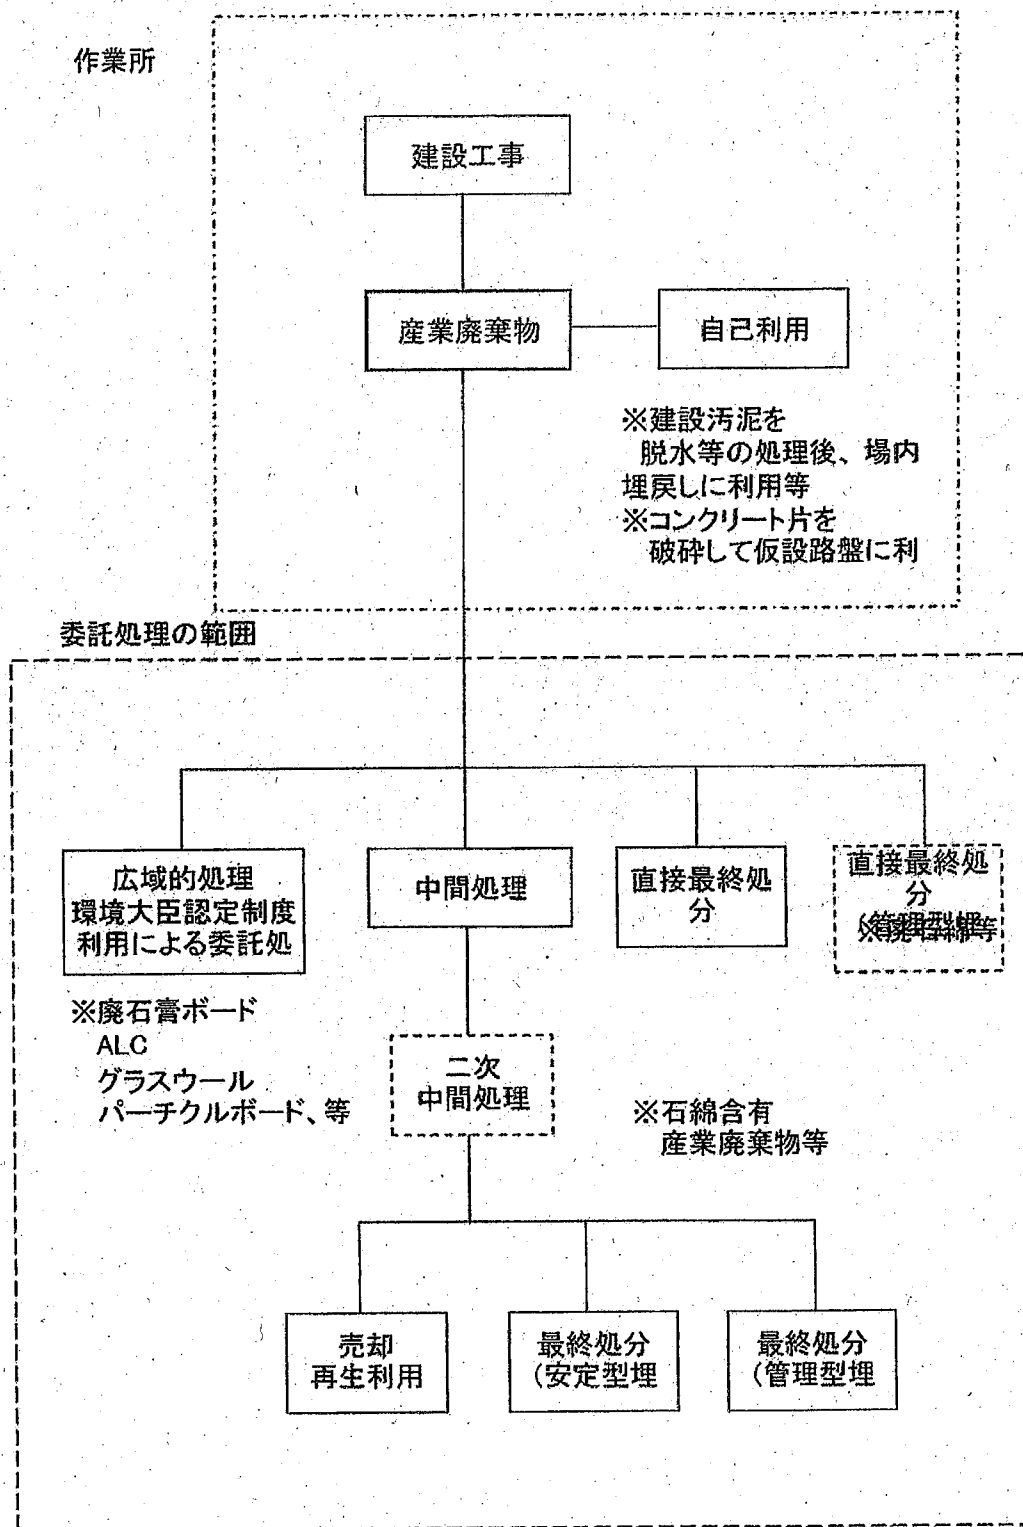 作業所
建設工事
産業廃棄物
自己利用
※建設汚泥を
脱水等の処理後、場内
埋戻しに利用等
※コンクリート片を
破砕して仮設路盤に利
委託処理の範囲
広域的処理
環境大臣認定制度
利用による委託処
※廃石膏ボード
ALC
グラスウール
パーチクルボード、等
中間処理
二次
中間処理
直接最終処
分
※石綿含有
産業廃棄物等
直接最終処
分
売却
再生利用
最終処分
(安定型埋
最終処分
(管理型埋